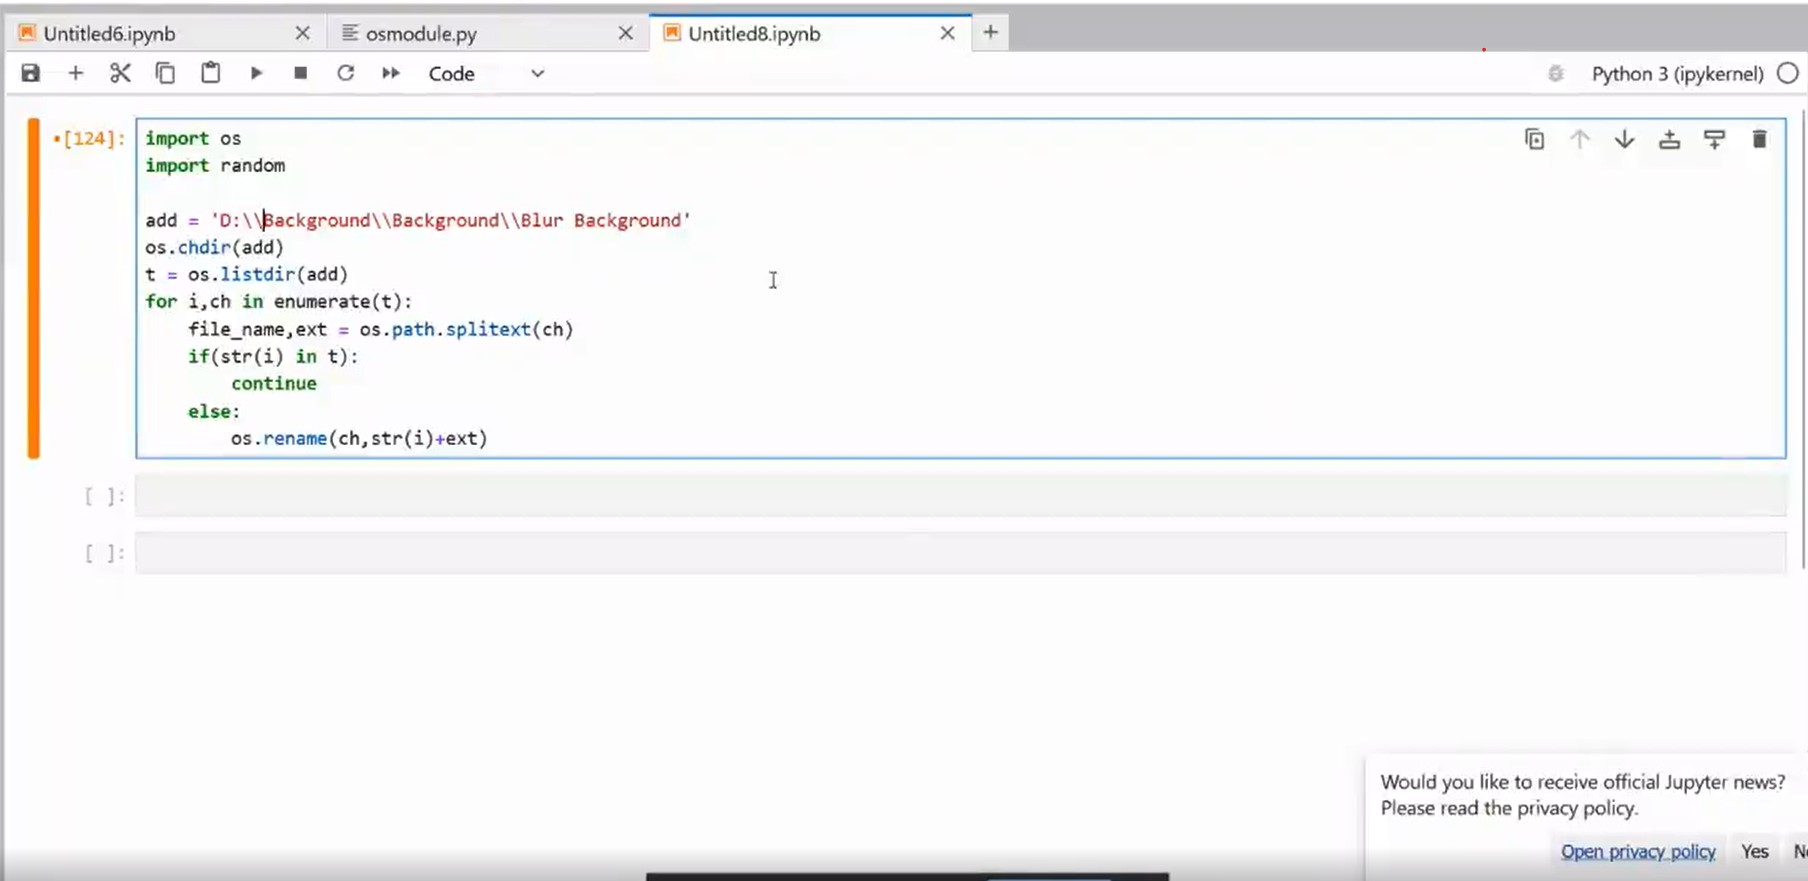 Untitled6.ipynb
osmodule.py
Untitled8.ipynb
Code
Python 3 (ipykernel)
[124]:
import os
import random
add = 'D:\\Background\\Background\\Blur Background'
os.chdir(add)
t = os.listdir(add)
for i,ch in enumerate(t):
    file_name,ext = os.path.splitext(ch)
    if(str(i) in t):
        continue
    else:
        os.rename(ch,str(i)+ext)
[ ]:
[ ]:
Would you like to receive official Jupyter news?
Please read the privacy policy.
Open privacy policy Yes